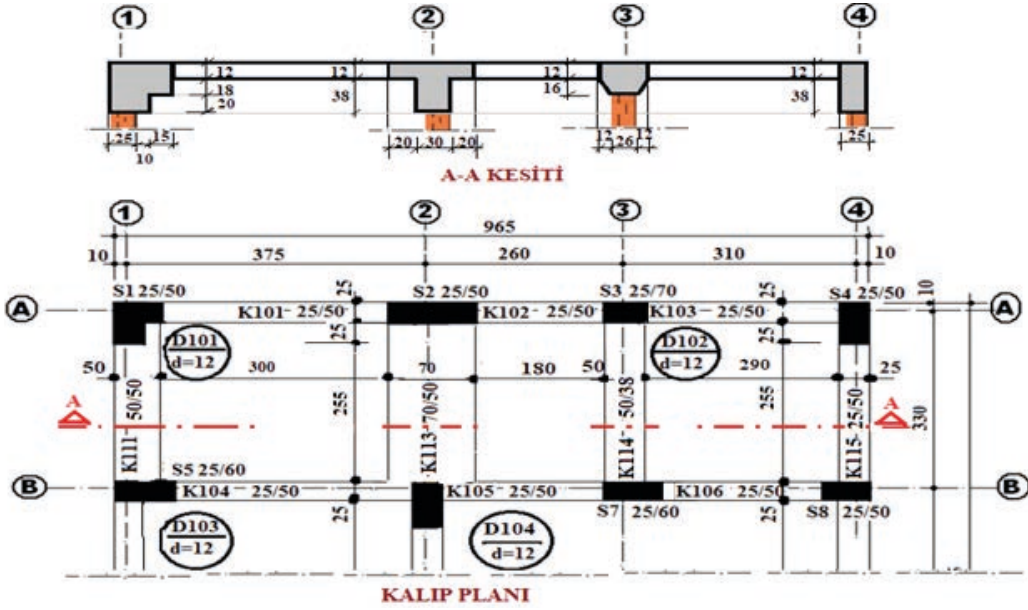 1 2 3 4
12 12 12 12
18 16
20 38 38
25 15 20 30 20 12 26 12 25
10
A-A KESİTİ
1 2 3 4
965
10 375 260 310 10
S1 25/50 S2 25/50 S3 25/70 S4 25/50
25 25 10
A K101- 25/50 K102- 25/50 K103- 25/50 A
25 25
D101 D102
d=12 d=12
50 300 70 180 50 290 25
K111- 50/50 255 K113- 70/50 K114- 50/38 255 K115- 25/50 330
A A
S5 25/60
B K104 25/50 K105- 25/50 K106- 25/50 B
25 25
S7 25/60 S8 25/50
D103 D104
d=12 d=12
KALIP PLANI